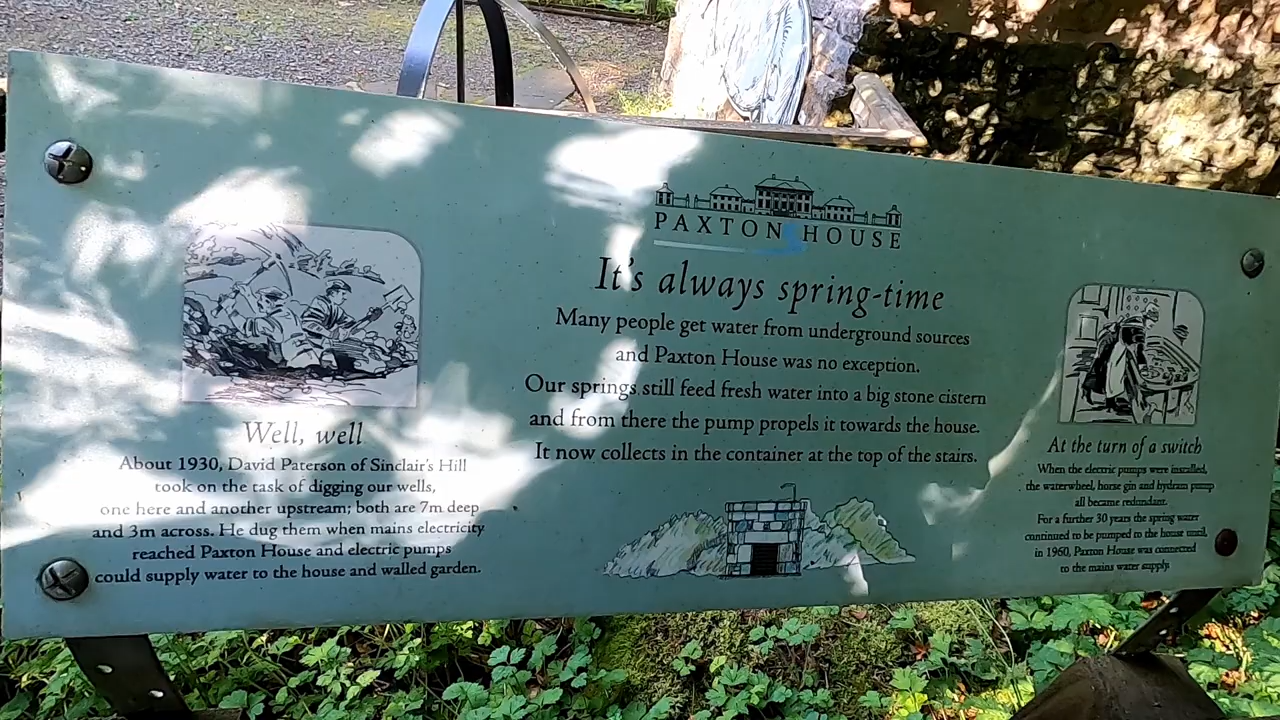 PAXTON HOUSE
It's always spring-time
Many people get water from underground sources
and Paxton House was no exception.
Our springs still feed fresh water into a big stone cistern
and from there the pump propels it towards the house.
It now collects in the container at the top of the stairs.
Well, well
About 1930, David Paterson of Sinclair's Hill
took on the task of digging our wells,
one here and another upstream; both are 7m deep
and 3m across. He dug them when mains electricity
reached Paxton House and electric pumps
could supply water to the house and walled garden.
At the turn of a switch
When the electric pumps were installed,
the waterwheel, horse gin and hydram pump
all became redundant.
For a further 30 years the spring water
continued to be pumped to the house until,
in 1960, Paxton House was connected
to the mains water supply.